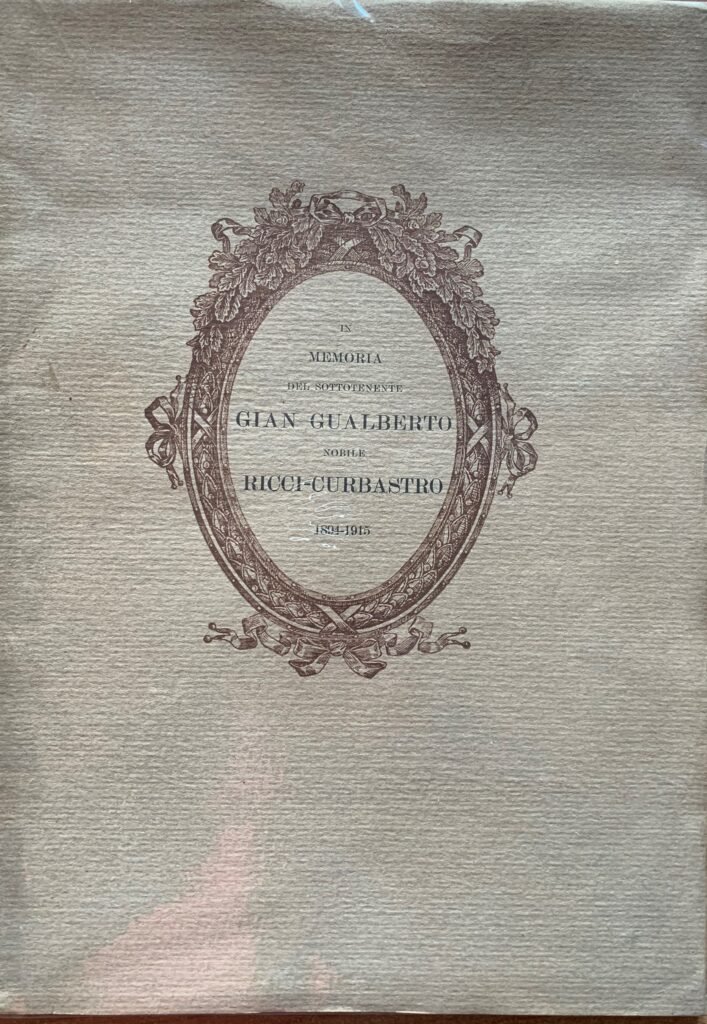 IN
MEMORIA
DEL SOTTOTENENTE
GIAN GUALBERTO
NOBILE
RICCI-CURBASTRO
1894-1915